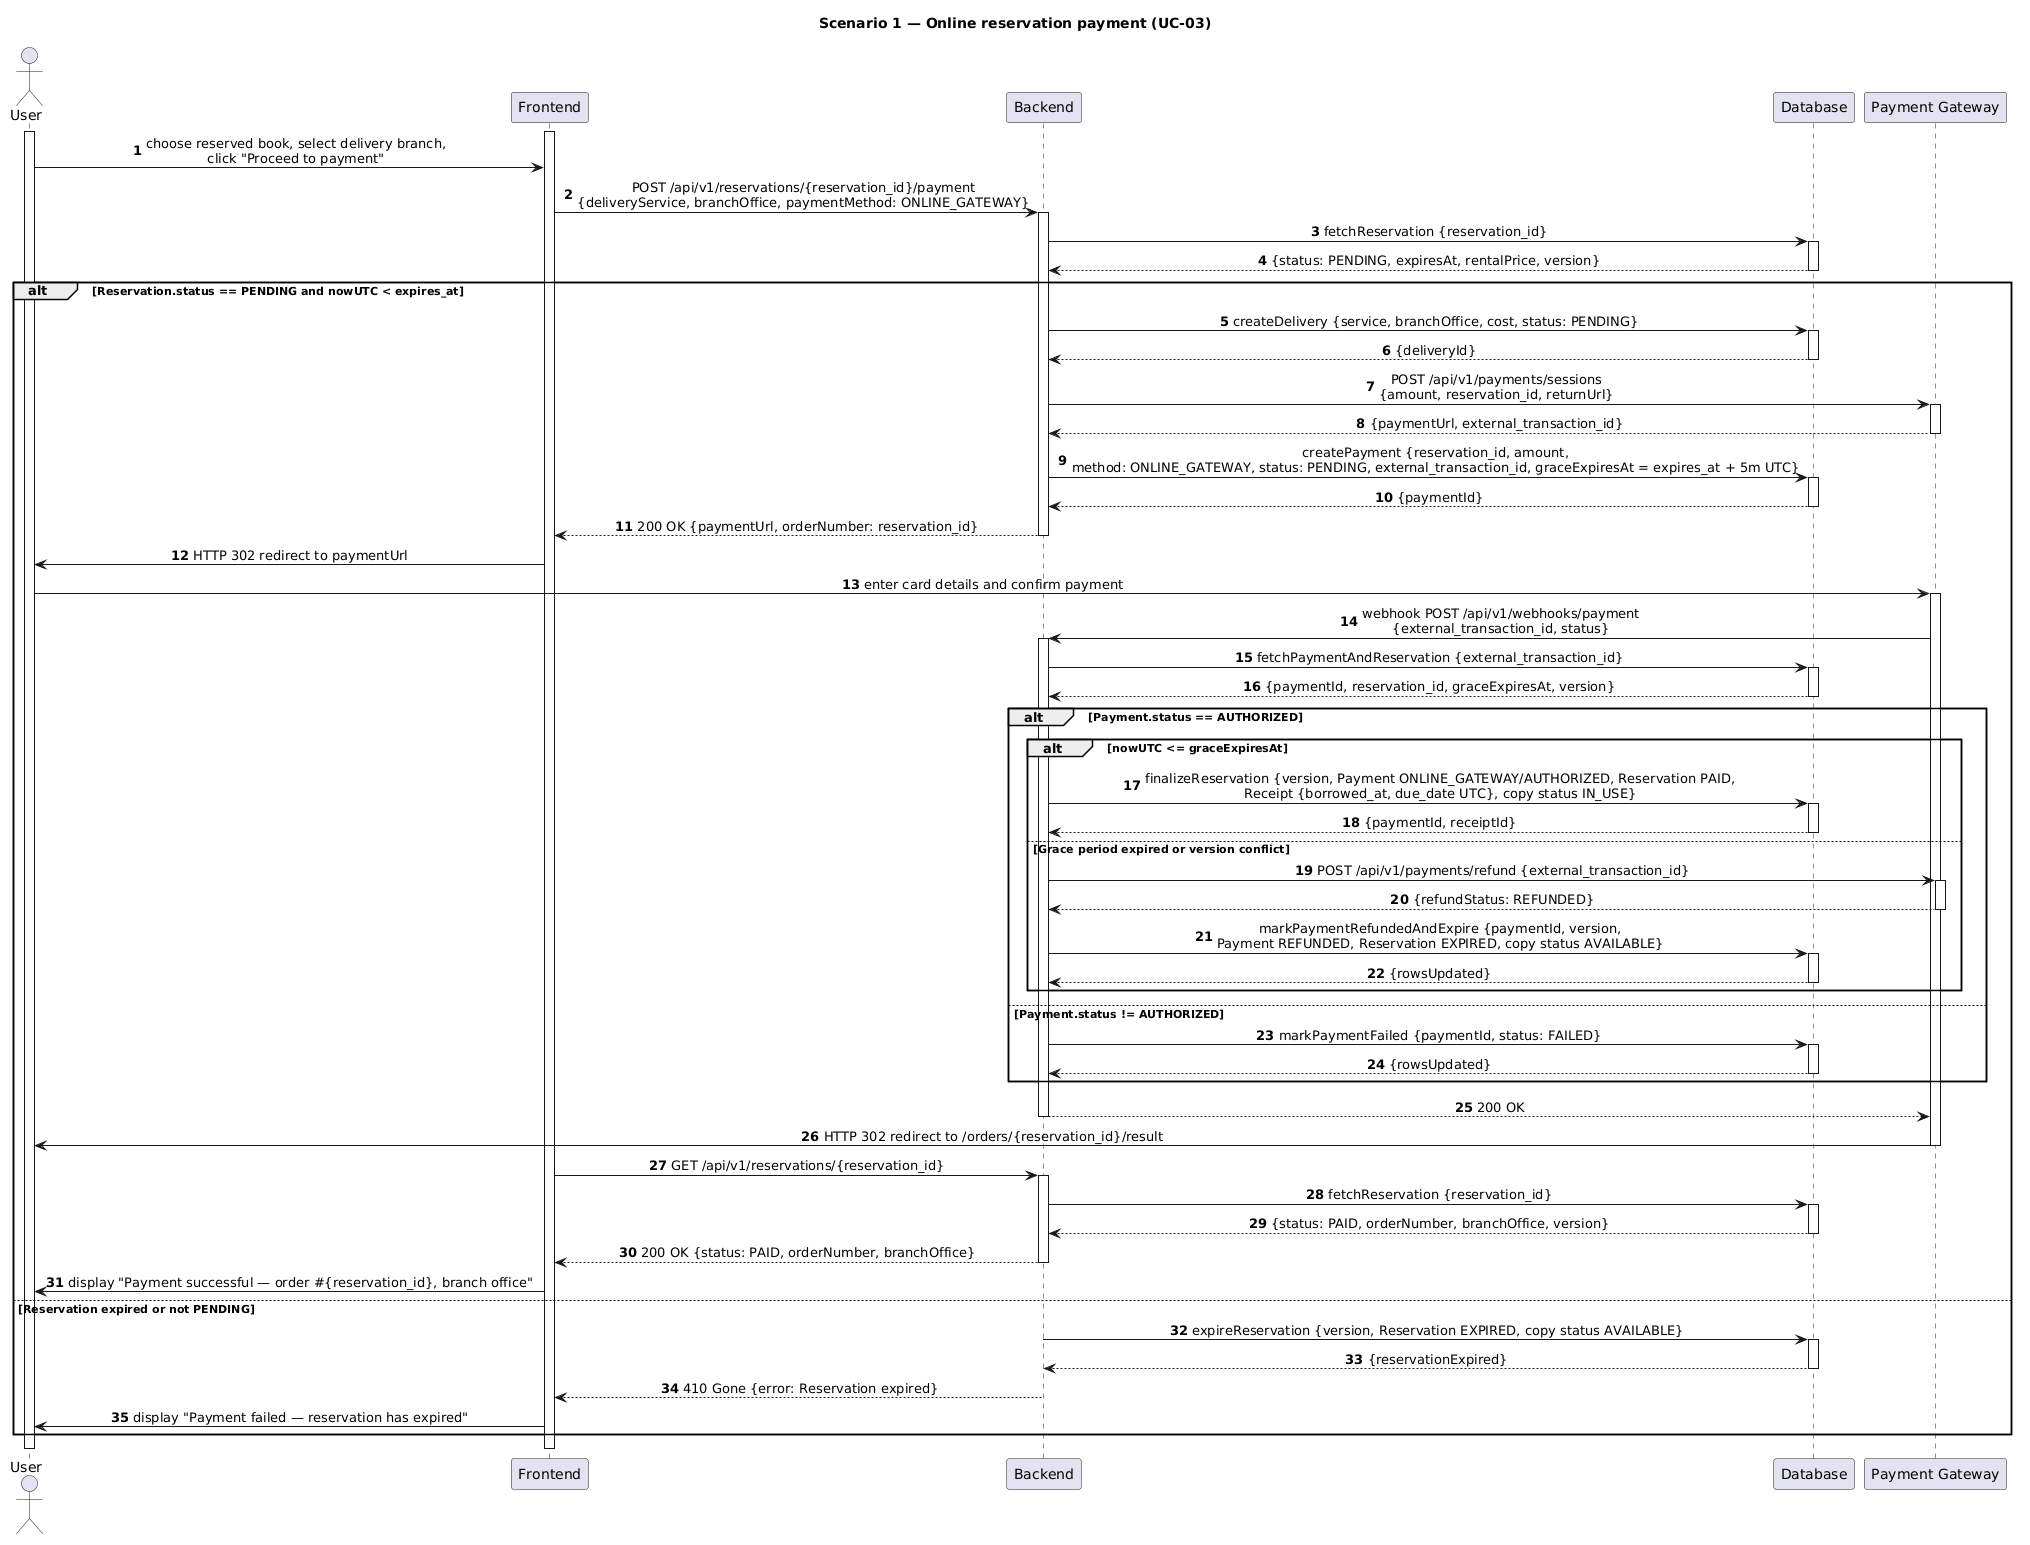 Scenario 1 — Online reservation payment (UC-03)
User
Frontend
Backend
Database
Payment Gateway
1 choose reserved book, select delivery branch,
click "Proceed to payment"
2 POST /api/v1/reservations/{reservation_id}/payment
{deliveryService, branchOffice, paymentMethod: ONLINE_GATEWAY}
3 fetchReservation {reservation_id}
4 {status: PENDING, expiresAt, rentalPrice, version}
alt [Reservation.status == PENDING and nowUTC < expires_at]
5 createDelivery {service, branchOffice, cost, status: PENDING}
6 {deliveryId}
7 POST /api/v1/payments/sessions
{amount, reservation_id, returnUrl}
8 {paymentUrl, external_transaction_id}
9 createPayment {reservation_id, amount,
method: ONLINE_GATEWAY, status: PENDING, external_transaction_id, graceExpiresAt = expires_at + 5m UTC}
10 {paymentId}
11 200 OK {paymentUrl, orderNumber: reservation_id}
12 HTTP 302 redirect to paymentUrl
13 enter card details and confirm payment
14 webhook POST /api/v1/webhooks/payment
{external_transaction_id, status}
15 fetchPaymentAndReservation {external_transaction_id}
16 {paymentId, reservation_id, graceExpiresAt, version}
alt [Payment.status == AUTHORIZED]
alt [nowUTC <= graceExpiresAt]
17 finalizeReservation {version, Payment ONLINE_GATEWAY/AUTHORIZED, Reservation PAID,
Receipt {borrowed_at, due_date UTC}, copy status IN_USE}
18 {paymentId, receiptId}
[Grace period expired or version conflict]
19 POST /api/v1/payments/refund {external_transaction_id}
20 {refundStatus: REFUNDED}
21 markPaymentRefundedAndExpire {paymentId, version,
Payment REFUNDED, Reservation EXPIRED, copy status AVAILABLE}
22 {rowsUpdated}
[Payment.status != AUTHORIZED]
23 markPaymentFailed {paymentId, status: FAILED}
24 {rowsUpdated}
25 200 OK
26 HTTP 302 redirect to /orders/{reservation_id}/result
27 GET /api/v1/reservations/{reservation_id}
28 fetchReservation {reservation_id}
29 {status: PAID, orderNumber, branchOffice, version}
30 200 OK {status: PAID, orderNumber, branchOffice}
31 display "Payment successful — order #{reservation_id}, branch office"
[Reservation expired or not PENDING]
32 expireReservation {version, Reservation EXPIRED, copy status AVAILABLE}
33 {reservationExpired}
34 410 Gone {error: Reservation expired}
35 display "Payment failed — reservation has expired"
User
Frontend
Backend
Database
Payment Gateway